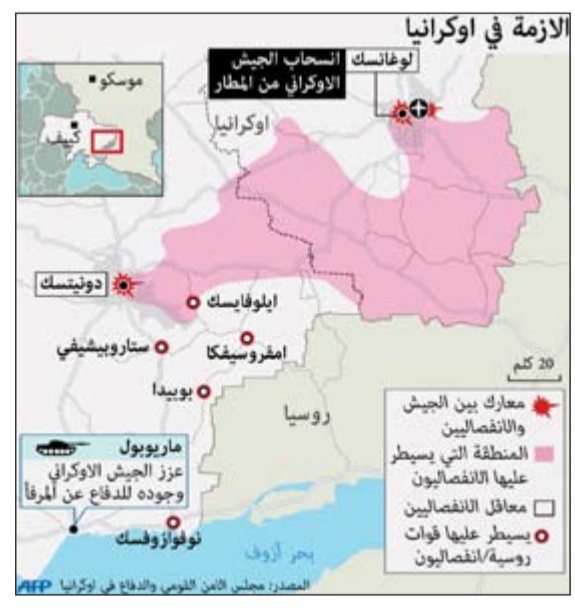 الازمة في اوكرانيا
انسحاب الجيش
الاوكراني من المطار
لوغانسك
موسكو
كييف
اوكرانيا
دونيتسك
ايلوفايسك
ستاروبيشيفي
امفروسيفكا
بوبيدا
20 كلم
روسيا
معارك بين الجيش
والانفصاليين
المنطقة التي يسيطر
عليها الانفصاليون
معاقل الانفصاليين
يسيطر عليها قوات
روسية/انفصاليون
ماريوبول
عزز الجيش الاوكراني
وجوده للدفاع عن المرفأ
نوفوازوفسك
بحر آزوف
المصدر: مجلس الامن القومي والدفاع في اوكرانيا AFP